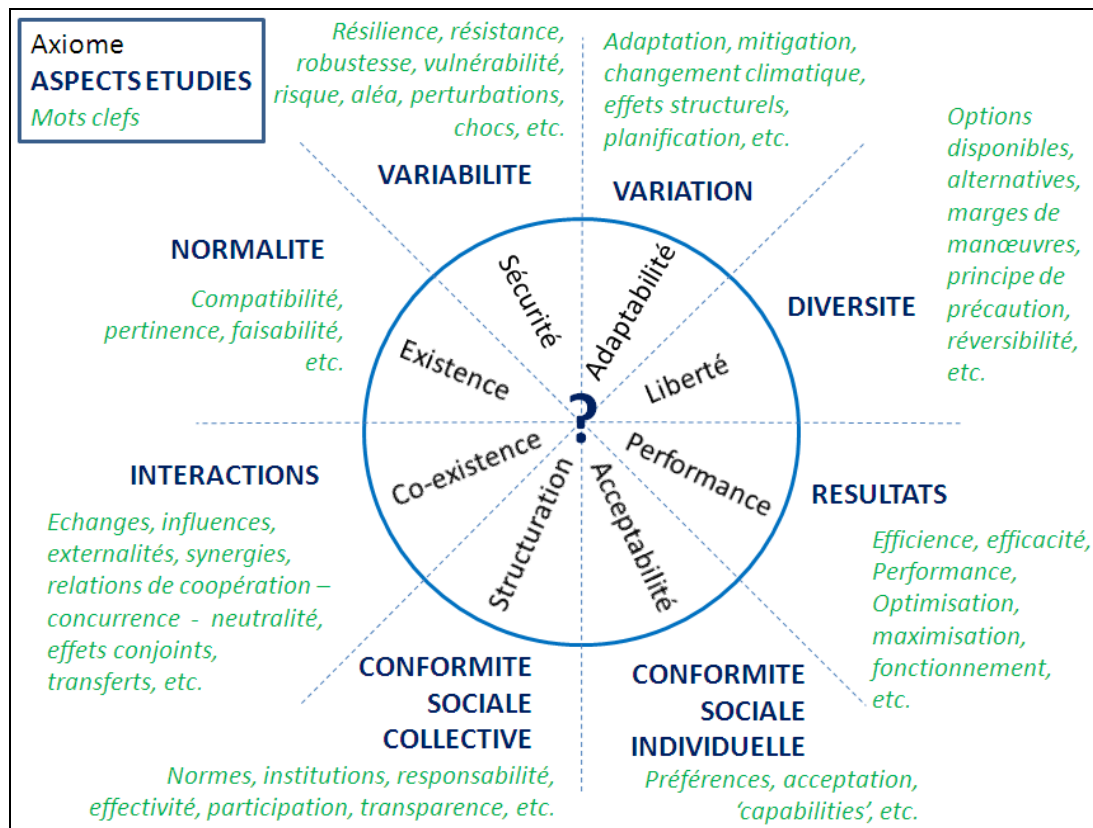 Axiome
ASPECTS ETUDIES
Mots clefs
Résilience, résistance,
robustesse, vulnérabilité,
risque, aléa, perturbations,
chocs, etc.
VARIABILITE
Adaptation, mitigation,
changement climatique,
effets structurels,
planification, etc.
VARIATION
Options
disponibles,
alternatives,
marges de
manœuvres,
principe de
précaution,
réversibilité,
etc.
DIVERSITE
NORMALITE
Compatibilité,
pertinence, faisabilité,
etc.
Sécurité
Adaptabilité
Existence
Liberté
?
Co-existence
Performance
Structuration
Acceptabilité
INTERACTIONS
Echanges, influences,
externalités, synergies,
relations de coopération –
concurrence - neutralité,
effets conjoints,
transferts, etc.
RESULTATS
Efficience, efficacité,
Performance,
Optimisation,
maximisation,
fonctionnement,
etc.
CONFORMITE
SOCIALE
COLLECTIVE
Normes, institutions, responsabilité,
effectivité, participation, transparence, etc.
CONFORMITE
SOCIALE
INDIVIDUELLE
Préférences, acceptation,
‘capabilities’, etc.